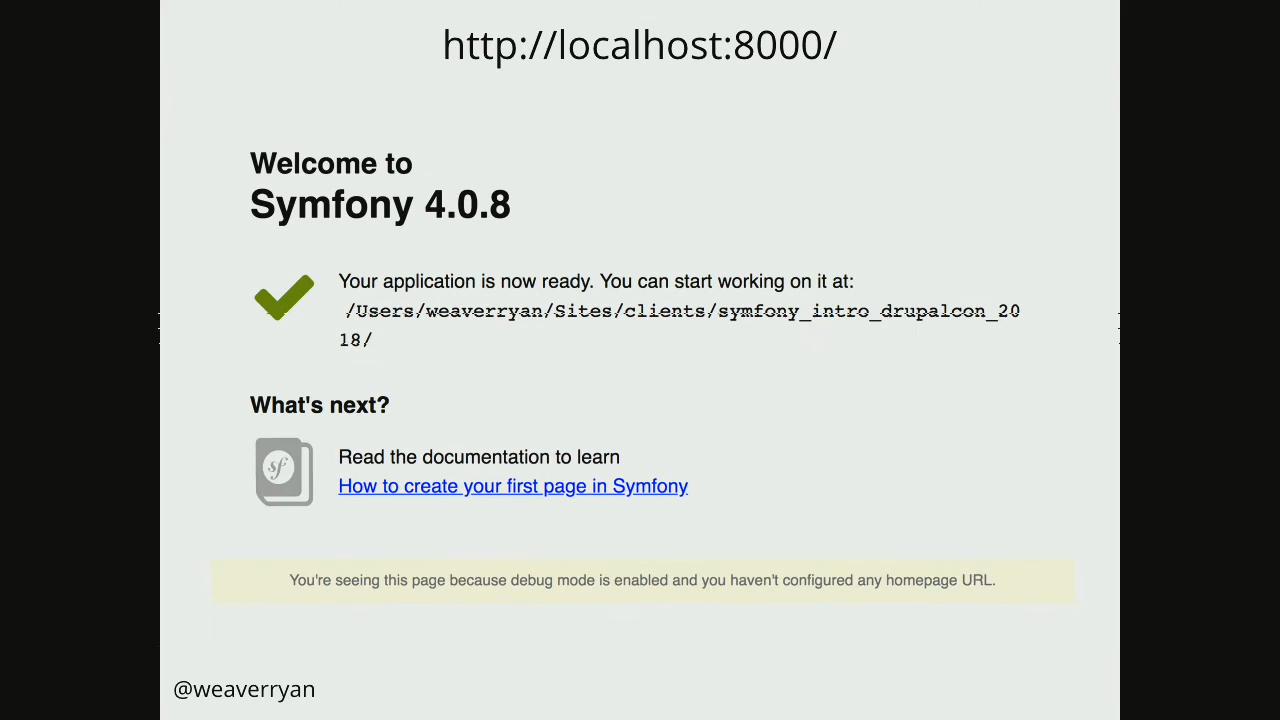 http://localhost:8000/
Welcome to
Symfony 4.0.8
Your application is now ready. You can start working on it at:
/Users/weaverryan/Sites/clients/symfony_intro_drupalcon_20
18/
What's next?
sf
Read the documentation to learn
How to create your first page in Symfony
You're seeing this page because debug mode is enabled and you haven't configured any homepage URL.
@weaverryan